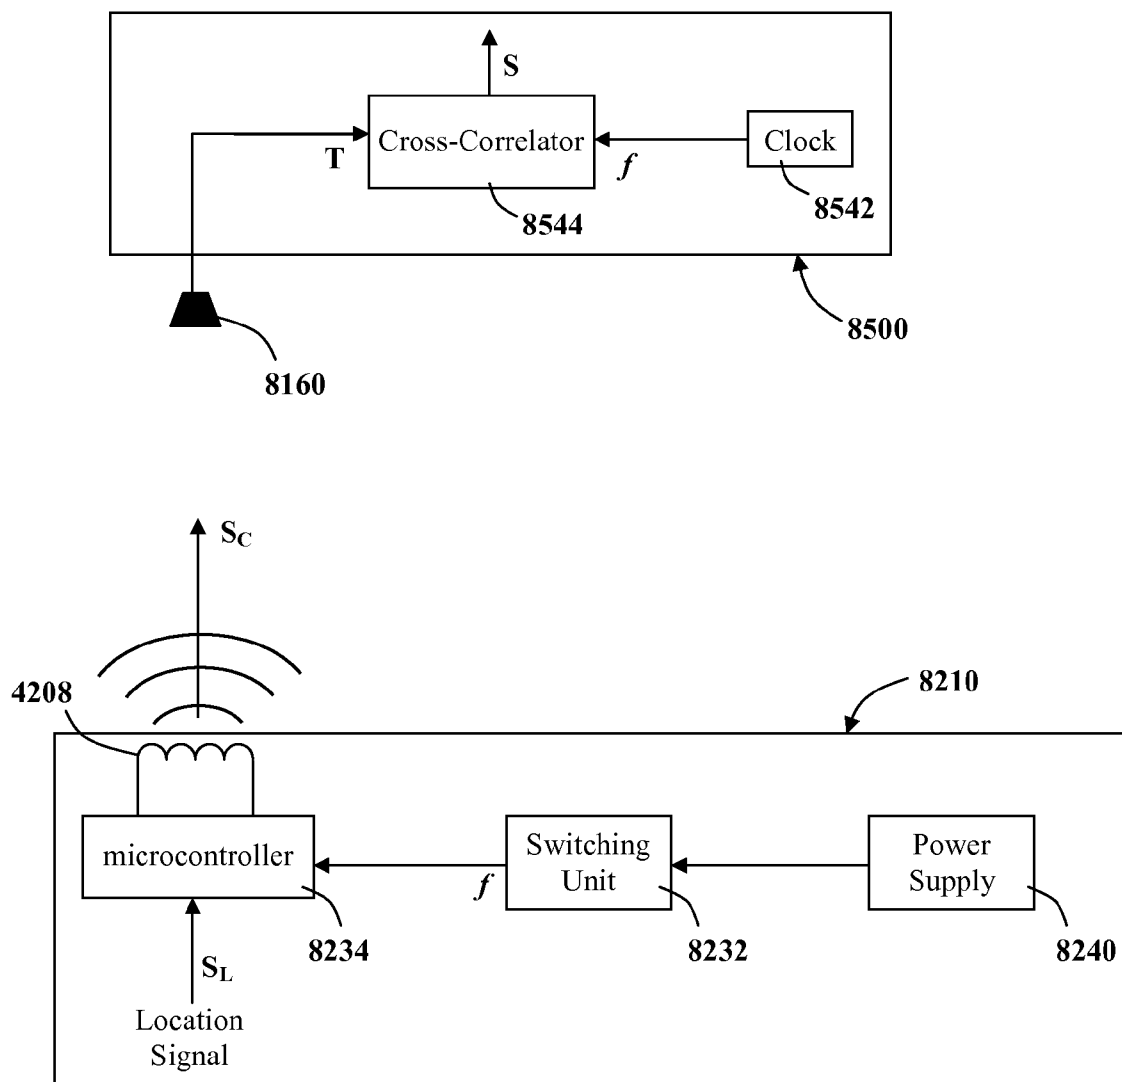 S
Cross-Correlator
Clock
T
f
8544
8542
8500
8160
S_C
4208
8210
microcontroller
Switching
Unit
Power
Supply
f
8234
8232
8240
S_L
Location
Signal